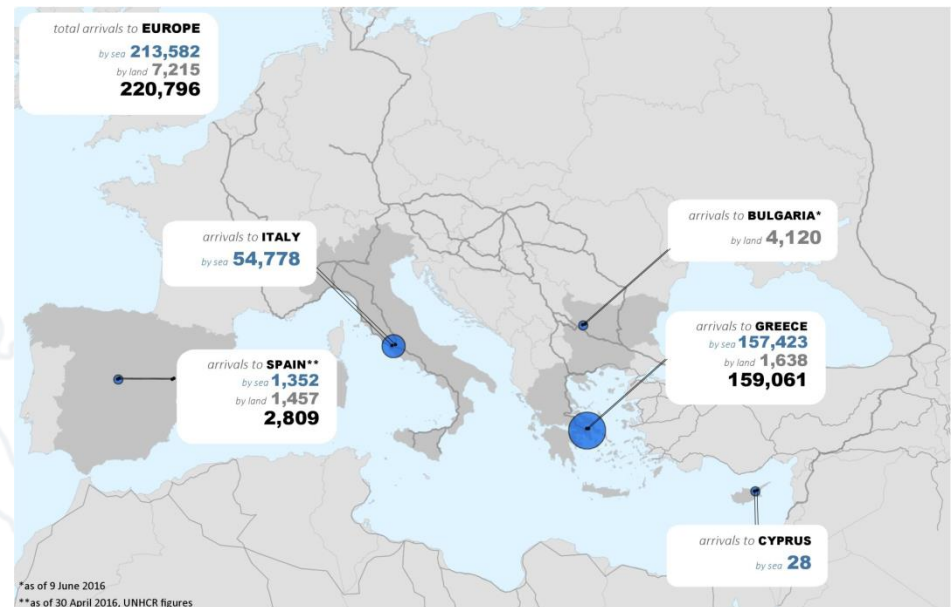 total arrivals to EUROPE
by sea 213,582
by land 7,215
220,796
arrivals to BULGARIA*
by land 4,120
arrivals to ITALY
by sea 54,778
arrivals to GREECE
by sea 157,423
by land 1,638
159,061
arrivals to SPAIN**
by sea 1,352
by land 1,457
2,809
arrivals to CYPRUS
by sea 28
*as of 9 June 2016
**as of 30 April 2016, UNHCR figures